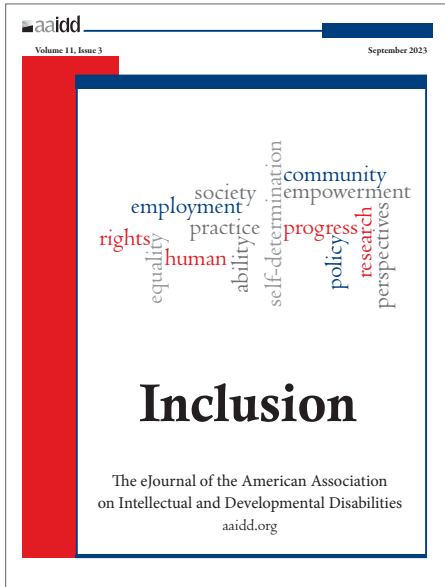 aaidd
Volume 11, Issue 3 September 2023
community
society
self-determination
empowerment
employment
perspectives
research
practice
progress
rights
equality
human
ability
policy
Inclusion
The eJournal of the American Association
on Intellectual and Developmental Disabilities
aaidd.org